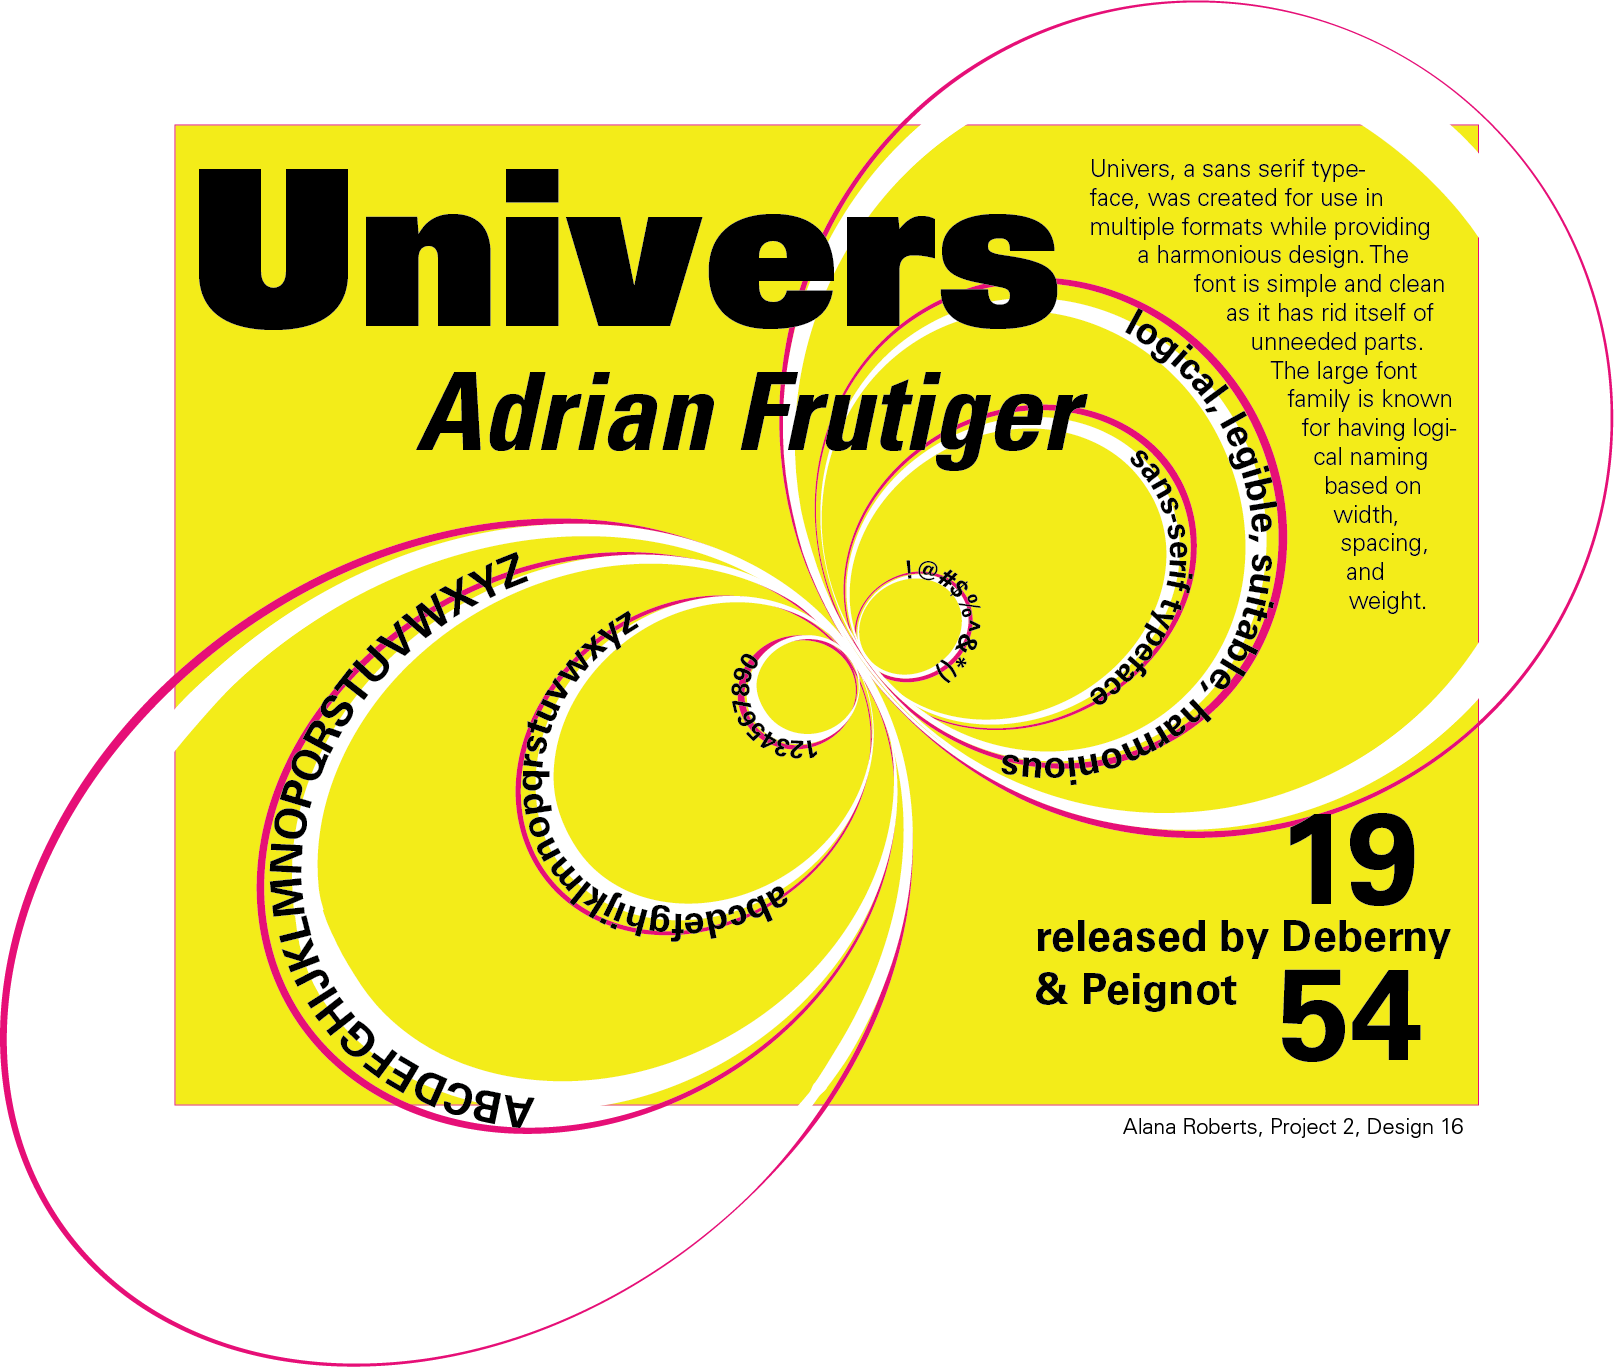 Univers
Adrian Frutiger
Univers, a sans serif type-
face, was created for use in
multiple formats while providing
a harmonious design. The
font is simple and clean
as it has rid itself of
unneeded parts.
The large font
family is known
for having logi-
cal naming
based on
width,
spacing,
and
weight.
logical, legible, suitable, harmonious
sans-serif typeface
!@#$%^&*()
ABCDEFGHIJKLMNOPQRSTUVWXYZ
abcdefghijklmnopqrstuvwxyz
1234567890
19
released by Deberny
& Peignot
54
Alana Roberts, Project 2, Design 16